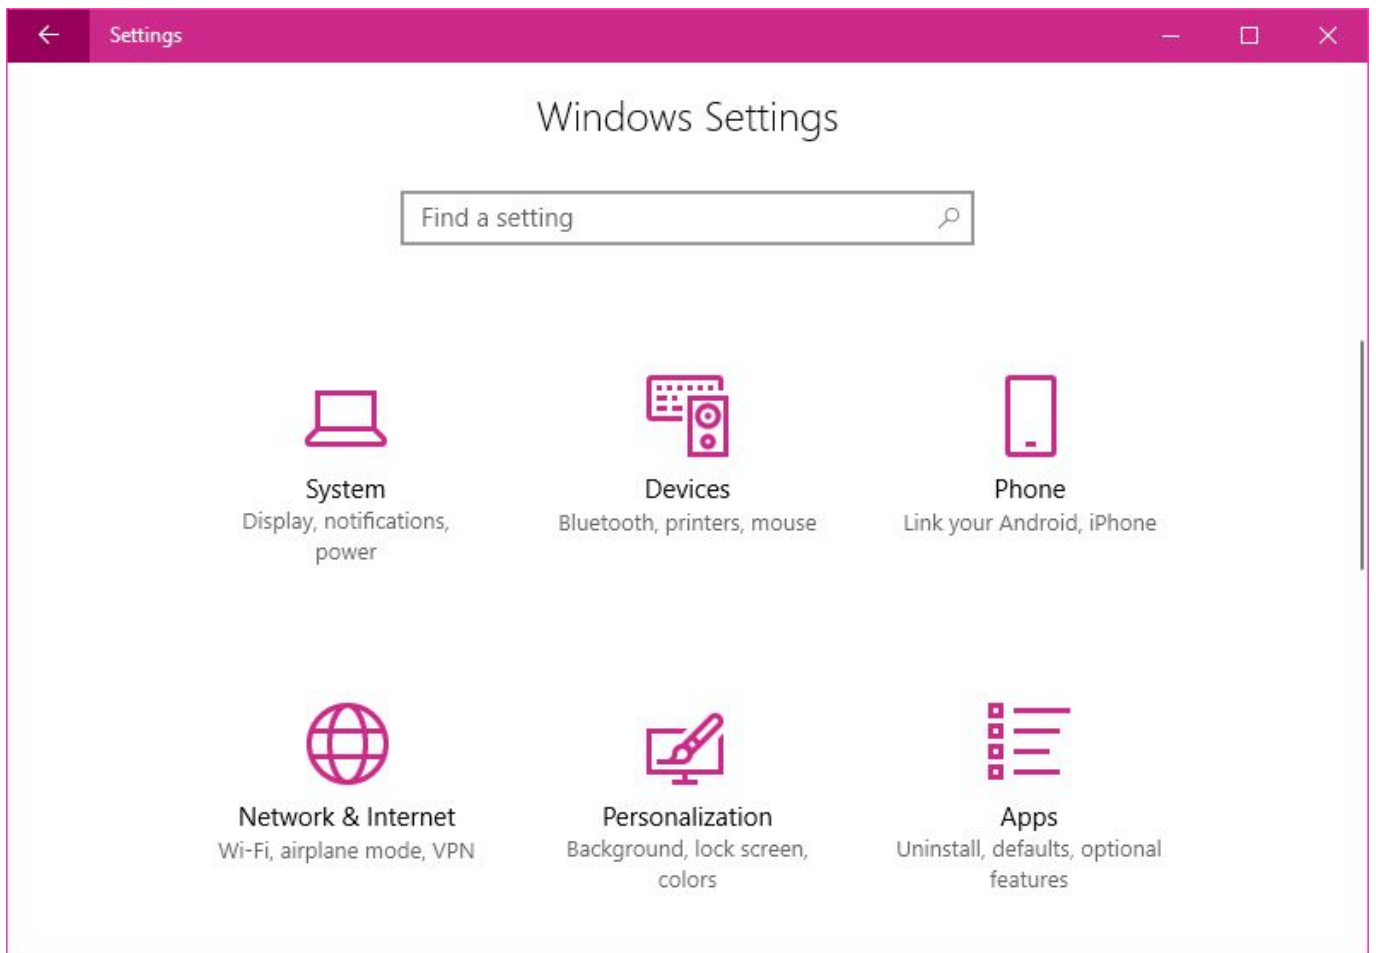 Settings
Windows Settings
Find a setting
System
Display, notifications,
power
Devices
Bluetooth, printers, mouse
Phone
Link your Android, iPhone
Network & Internet
Wi-Fi, airplane mode, VPN
Personalization
Background, lock screen,
colors
Apps
Uninstall, defaults, optional
features